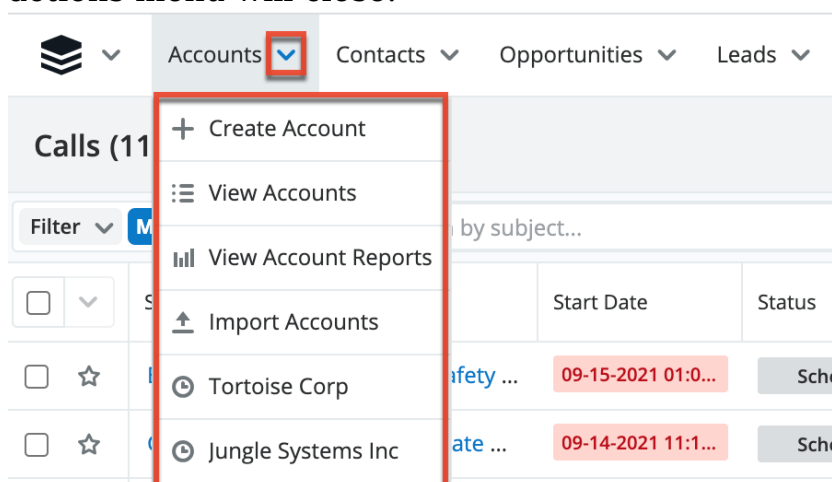 Accounts Contacts Opportunities Leads
Calls (11
Create Account
View Accounts
Filter M by subject...
View Account Reports
Start Date Status
Import Accounts
Tortoise Corp
afety ... 09-15-2021 01:0... Sche
Jungle Systems Inc
ate ... 09-14-2021 11:1... Sche